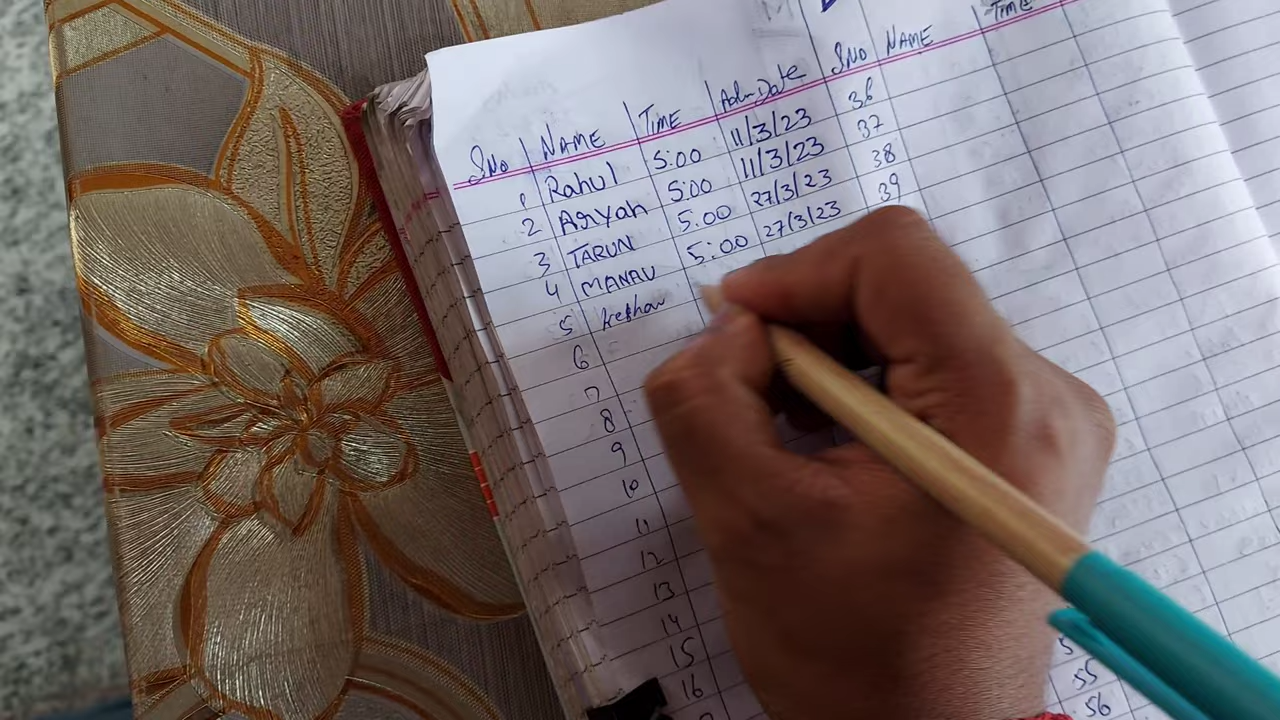 SNO NAME TIME Adm Date SNO NAME TIME
1 Rahul 5:00 11/3/23 36
2 Aryan 5:00 11/3/23 37
3 TARUN 5.00 27/3/23 38
4 MANAV 5:00 27/3/23 39
5 Keshav
6
7
8
9
10
11
12
13
14
15
16
55
56